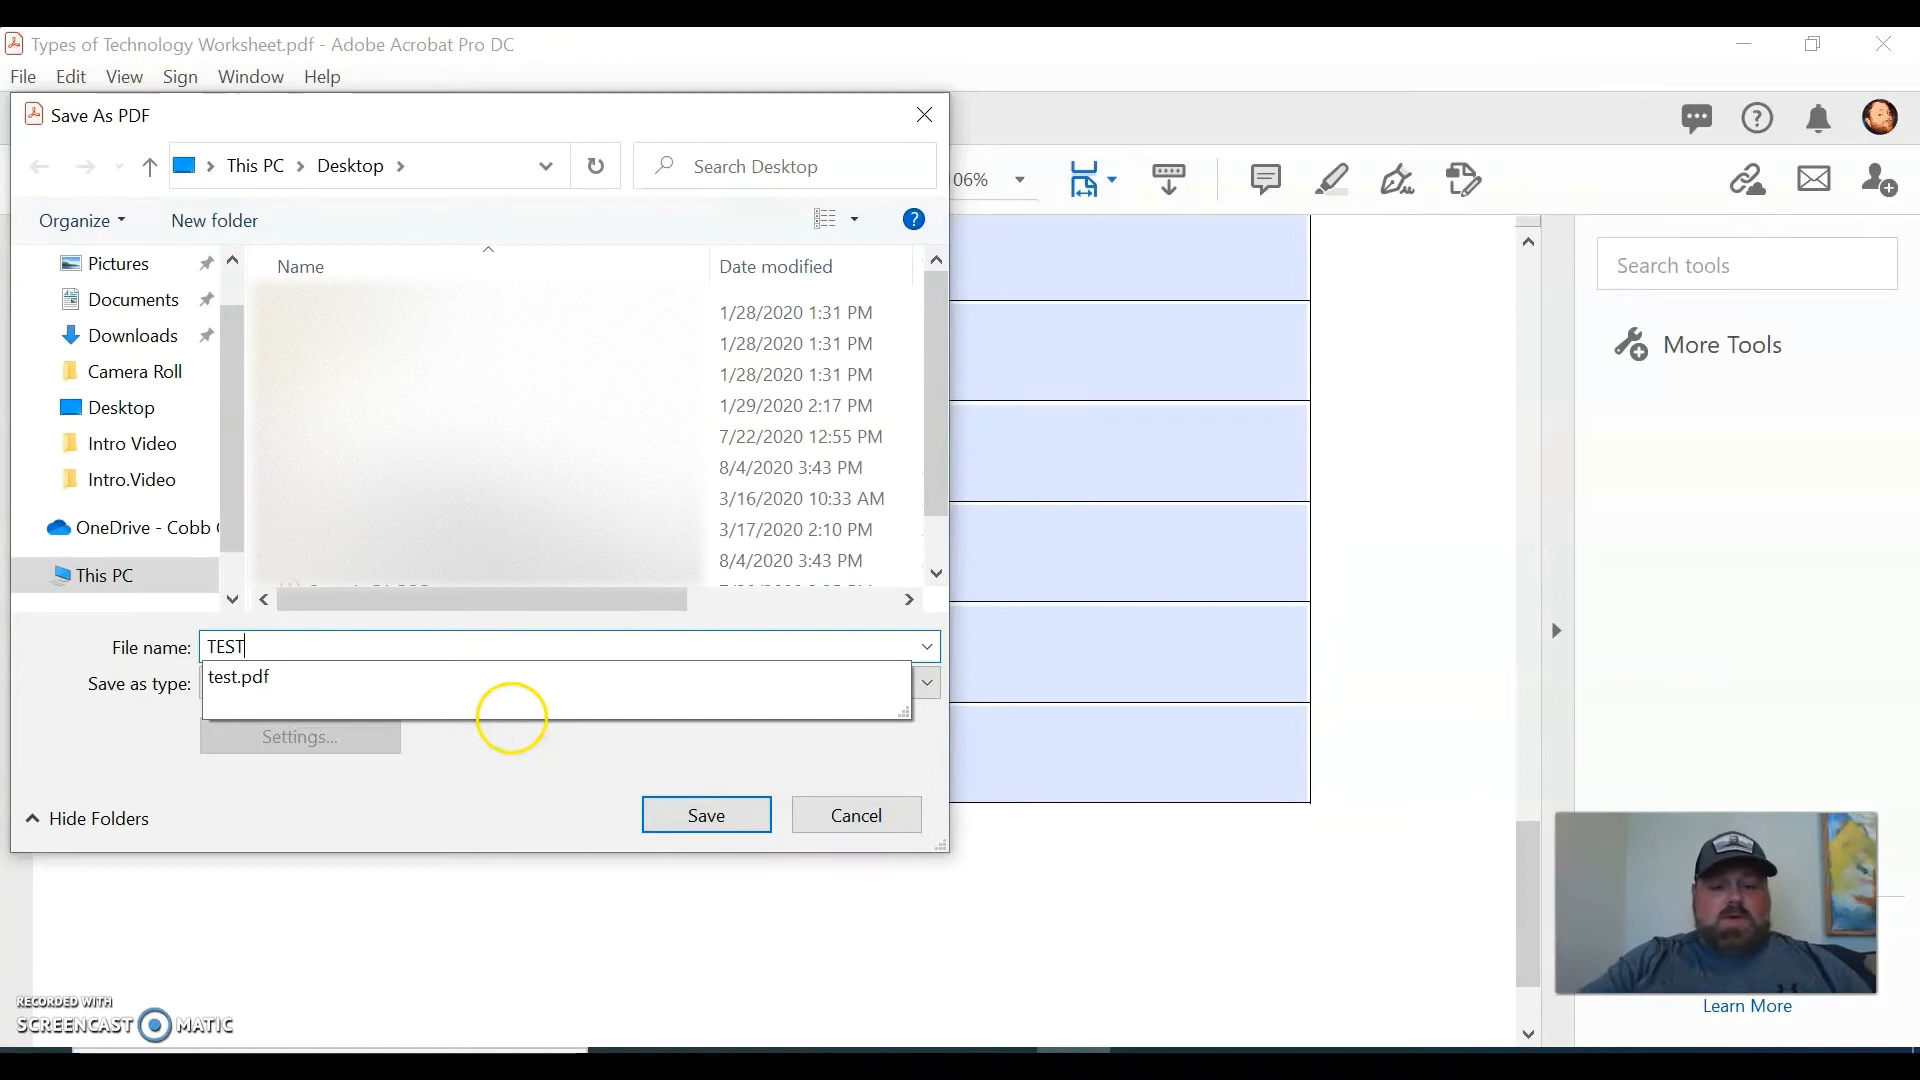 Types of Technology Worksheet.pdf - Adobe Acrobat Pro DC
File Edit View Sign Window Help
Save As PDF
This PC Desktop
Search Desktop
06%
Organize New folder
Name Date modified
Pictures
Documents
Downloads
Camera Roll
Desktop
Intro Video
Intro.Video
OneDrive - Cobb
This PC
1/28/2020 1:31 PM
1/28/2020 1:31 PM
1/28/2020 1:31 PM
1/29/2020 2:17 PM
7/22/2020 12:55 PM
8/4/2020 3:43 PM
3/16/2020 10:33 AM
3/17/2020 2:10 PM
8/4/2020 3:43 PM
File name: TEST
test.pdf
Save as type:
Settings...
Hide Folders
Save Cancel
Search tools
More Tools
Learn More
RECORDED WITH
SCREENCAST MATIC